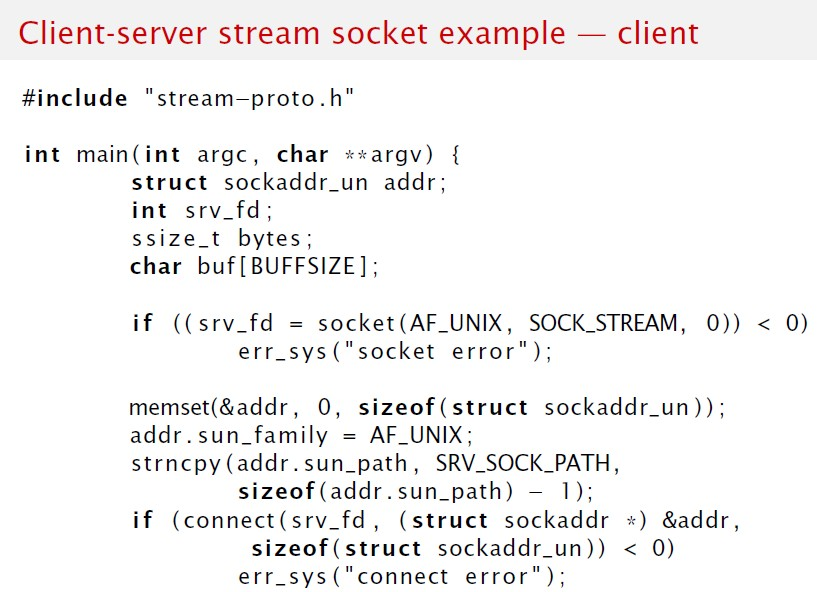 Client-server stream socket example — client
#include "stream−proto.h"
int main(int argc, char **argv) {
struct sockaddr_un addr;
int srv_fd;
ssize_t bytes;
char buf[BUFFSIZE];
if ((srv_fd = socket(AF_UNIX, SOCK_STREAM, 0)) < 0)
err_sys("socket error");
memset(&addr, 0, sizeof(struct sockaddr_un));
addr.sun_family = AF_UNIX;
strncpy(addr.sun_path, SRV_SOCK_PATH,
sizeof(addr.sun_path) − 1);
if (connect(srv_fd, (struct sockaddr *) &addr,
sizeof(struct sockaddr_un)) < 0)
err_sys("connect error");